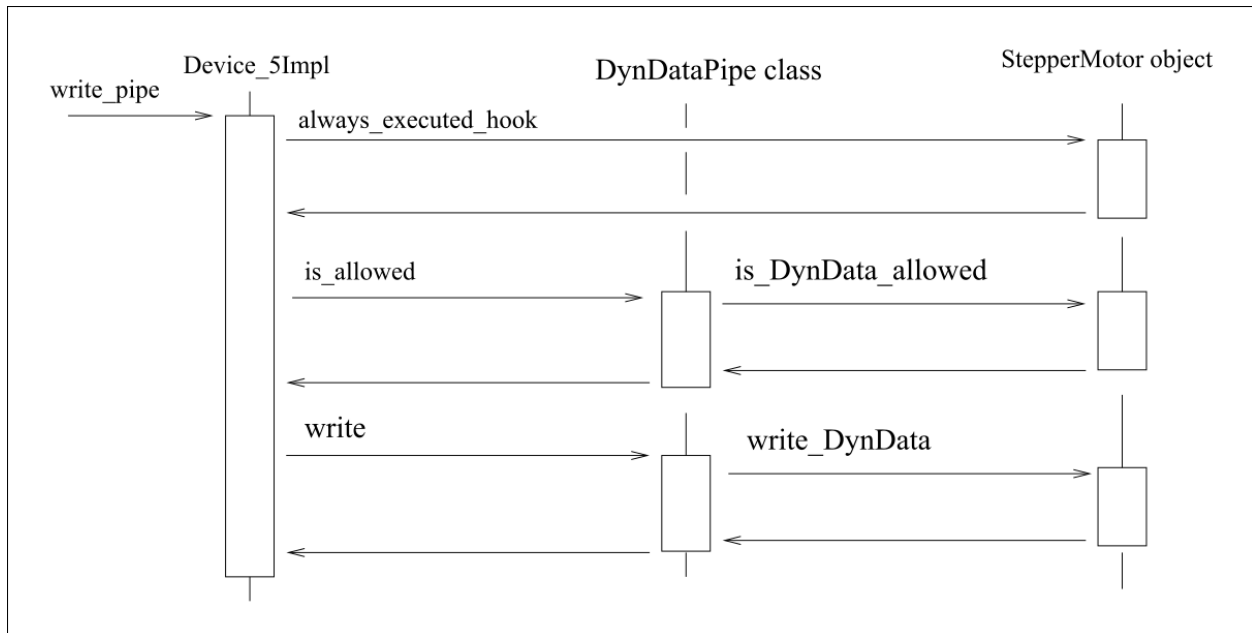 Device_5Impl
DynDataPipe class
StepperMotor object
write_pipe
always_executed_hook
is_allowed
is_DynData_allowed
write
write_DynData